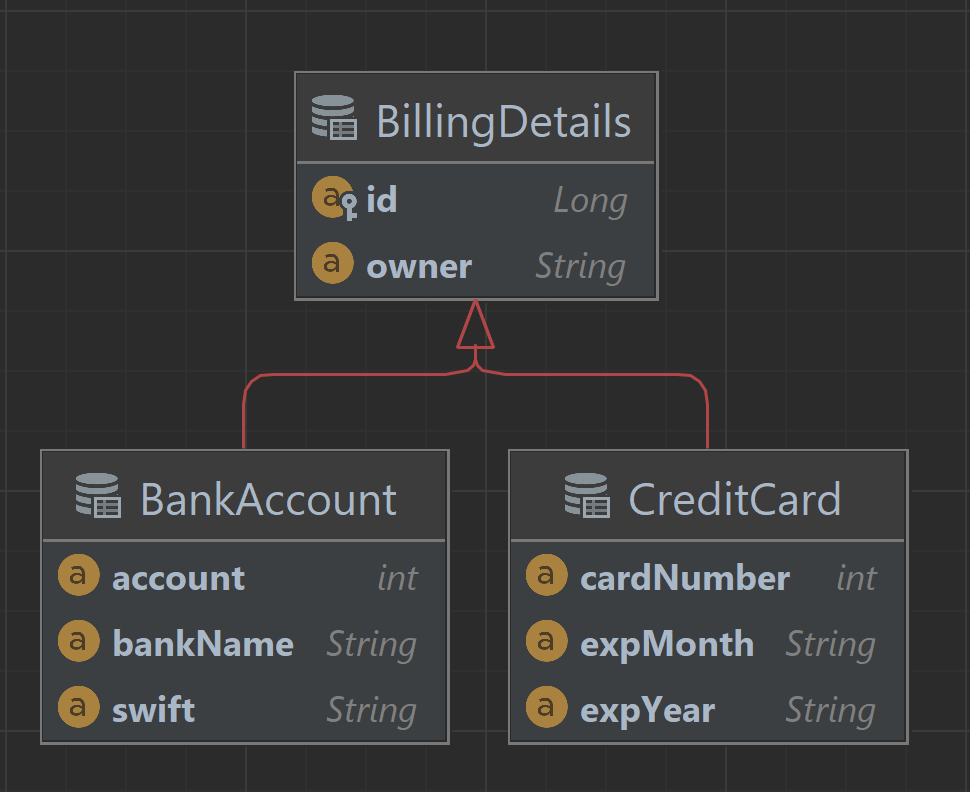 BillingDetails
id Long
owner String
BankAccount
account int
bankName String
swift String
CreditCard
cardNumber int
expMonth String
expYear String